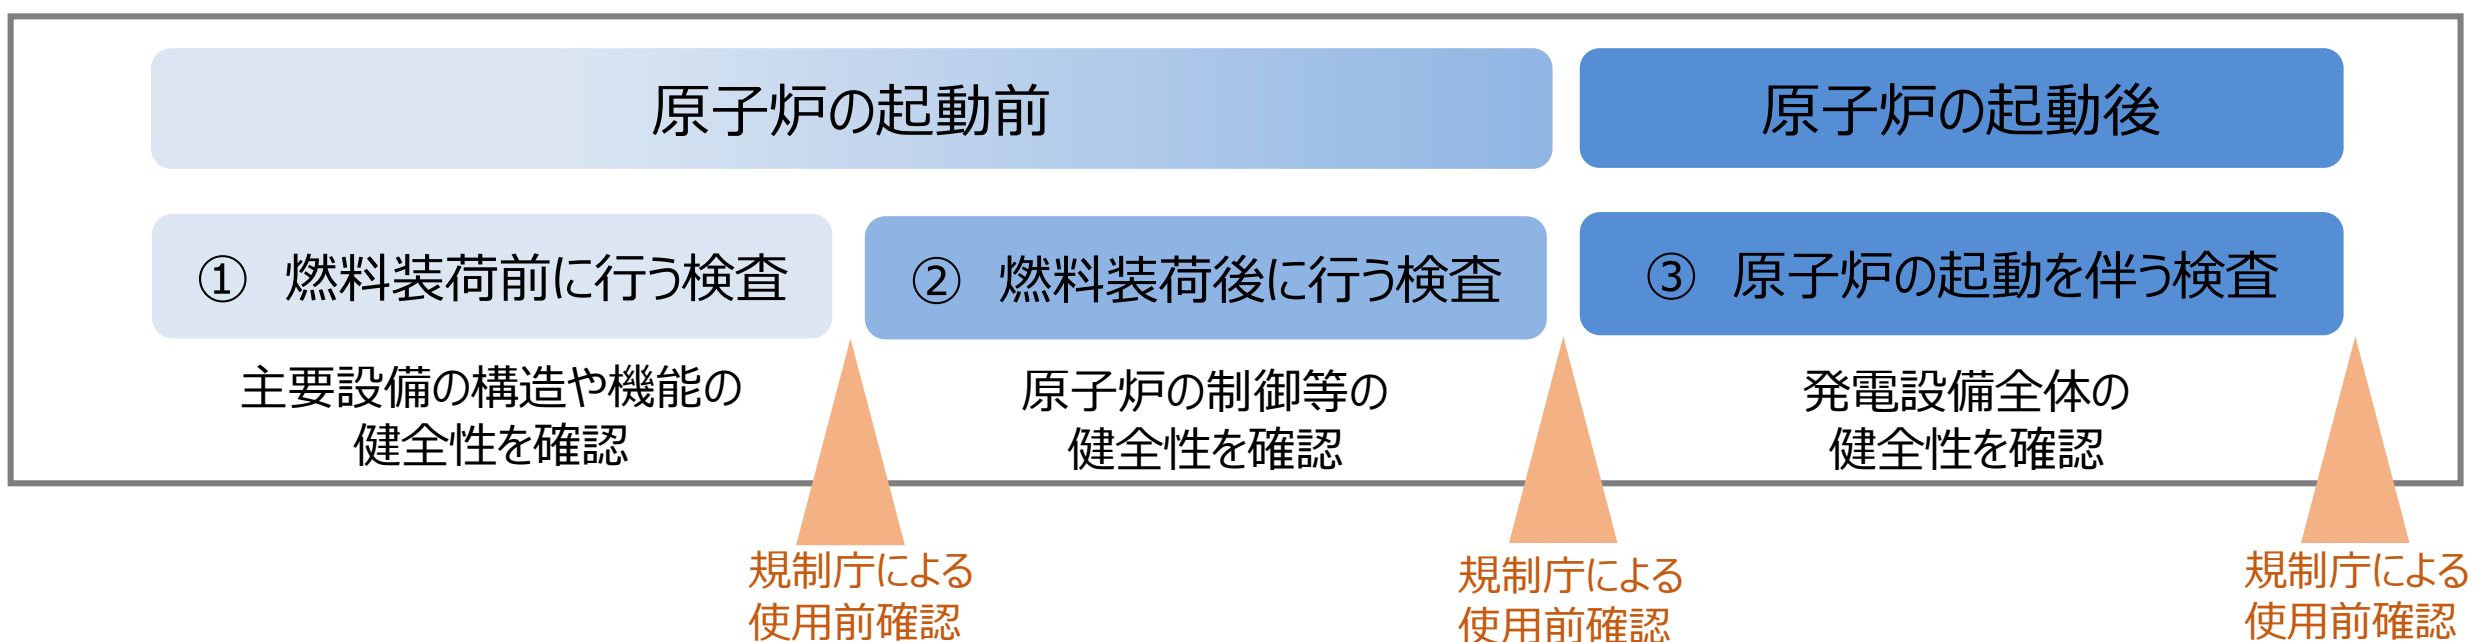 原子炉の起動前
原子炉の起動後
① 燃料装荷前に行う検査
② 燃料装荷後に行う検査
③ 原子炉の起動を伴う検査
主要設備の構造や機能の
健全性を確認
原子炉の制御等の
健全性を確認
発電設備全体の
健全性を確認
規制庁による
使用前確認
規制庁による
使用前確認
規制庁による
使用前確認